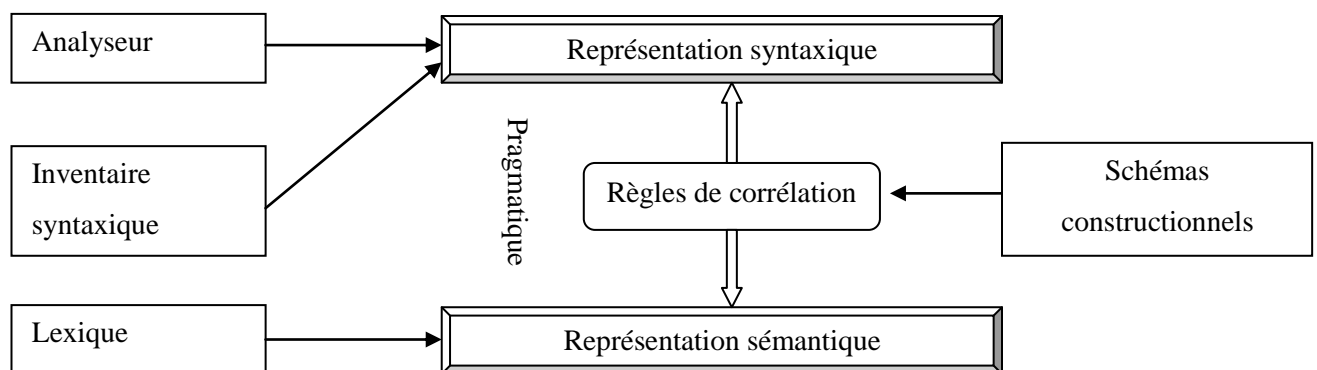 Analyseur
Représentation syntaxique
Pragmatique
Inventaire
syntaxique
Règles de corrélation
Schémas
constructionnels
Lexique
Représentation sémantique